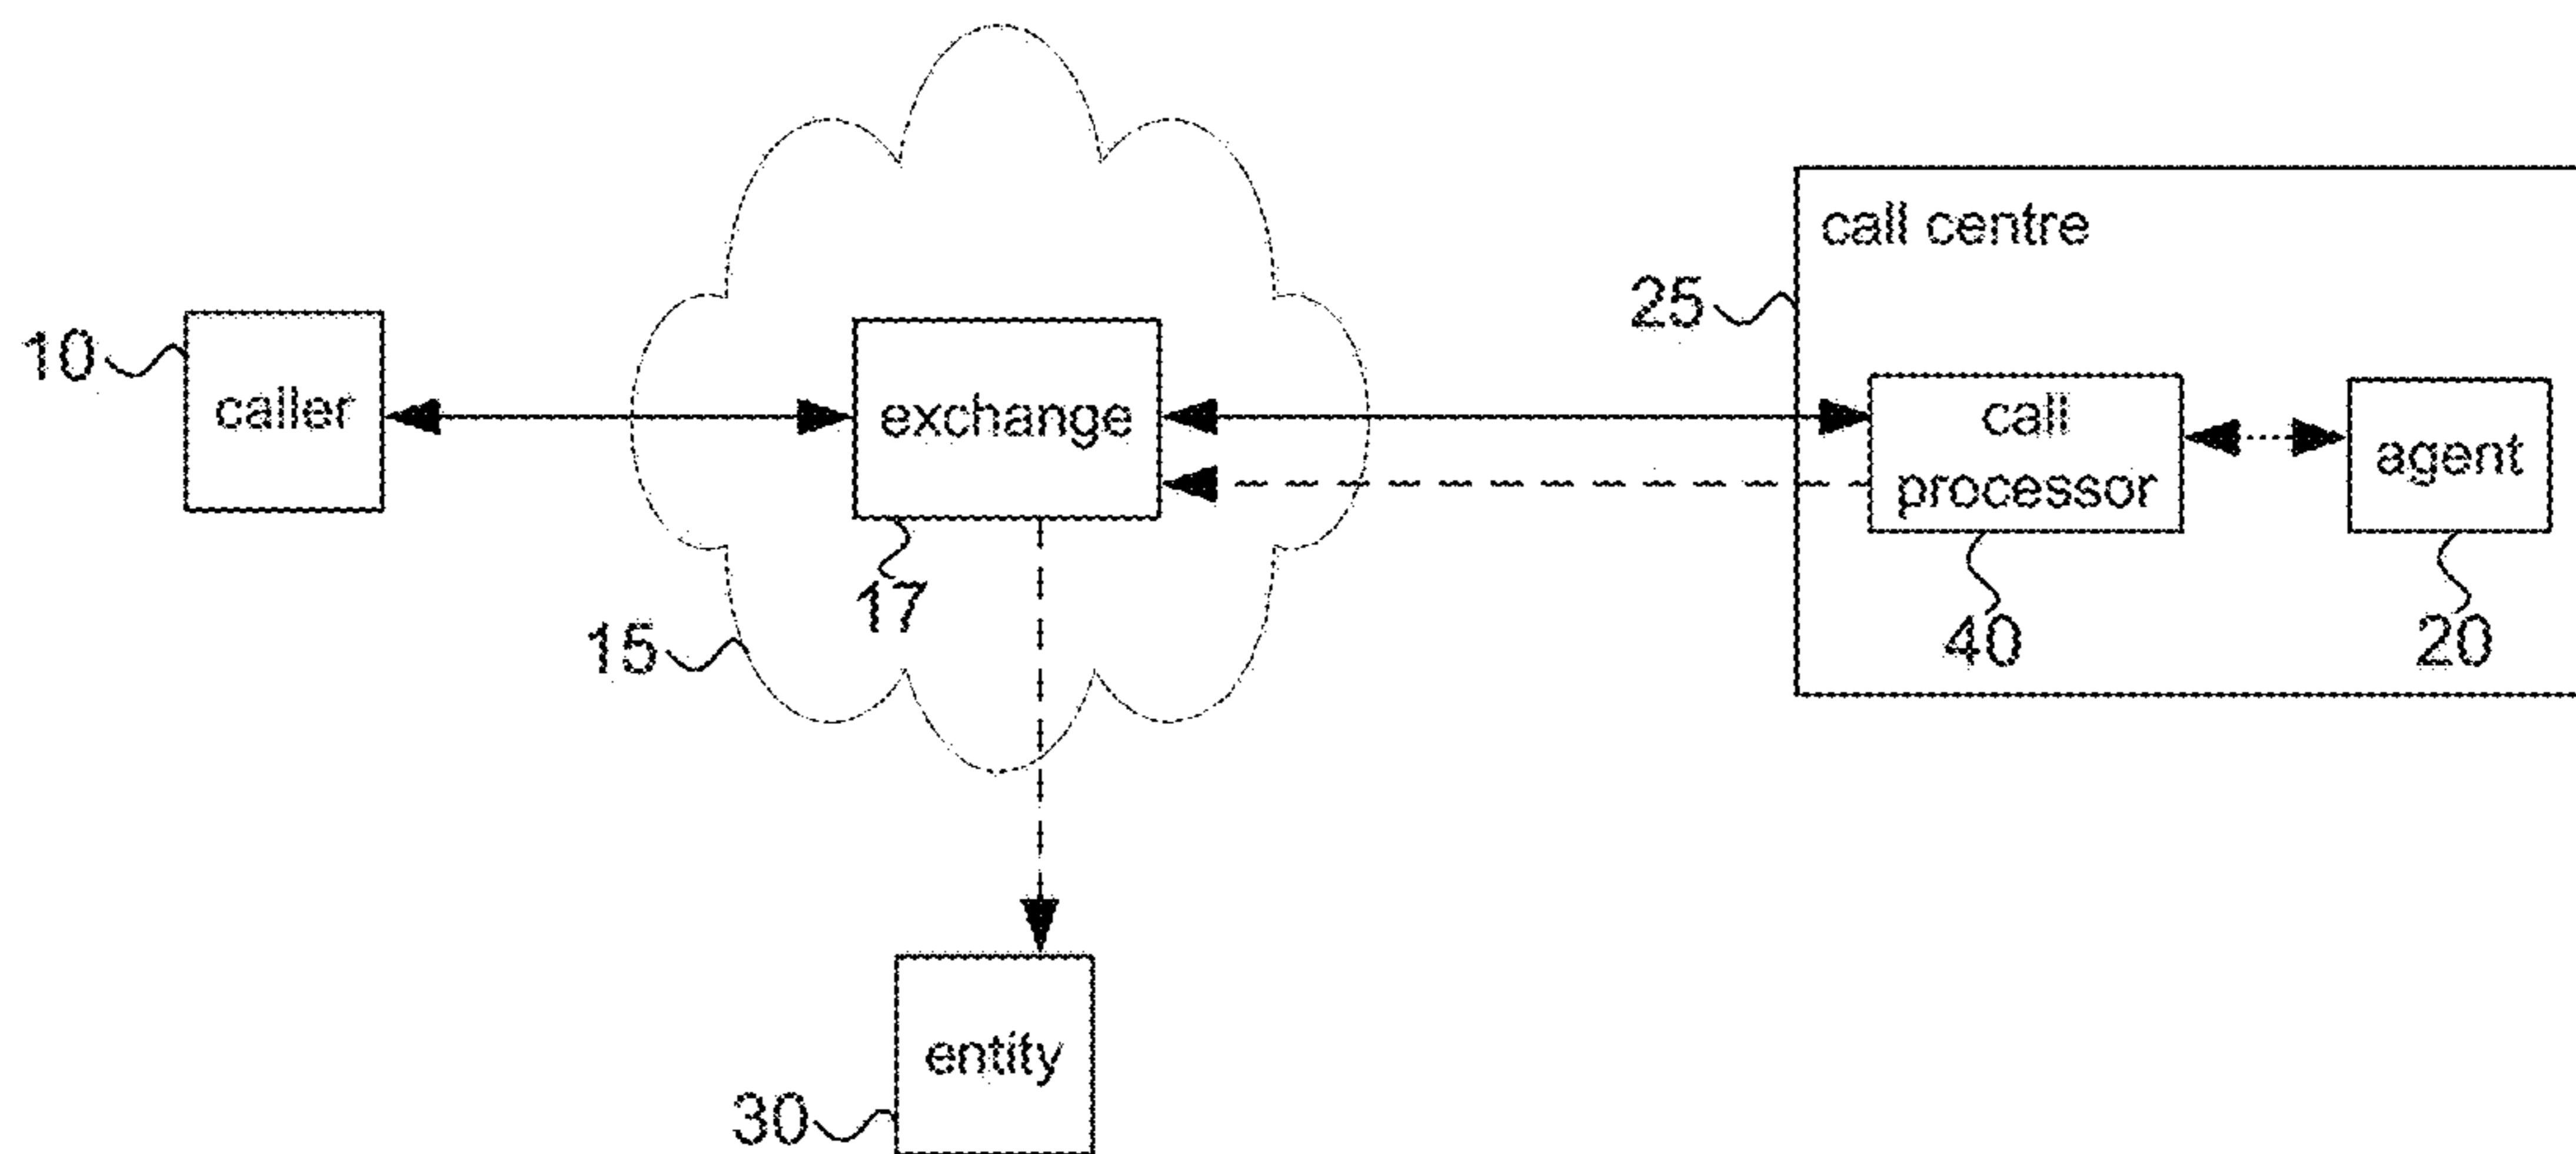 call centre
25
10
caller
exchange
call
processor
agent
17
15
40
20
entity
30